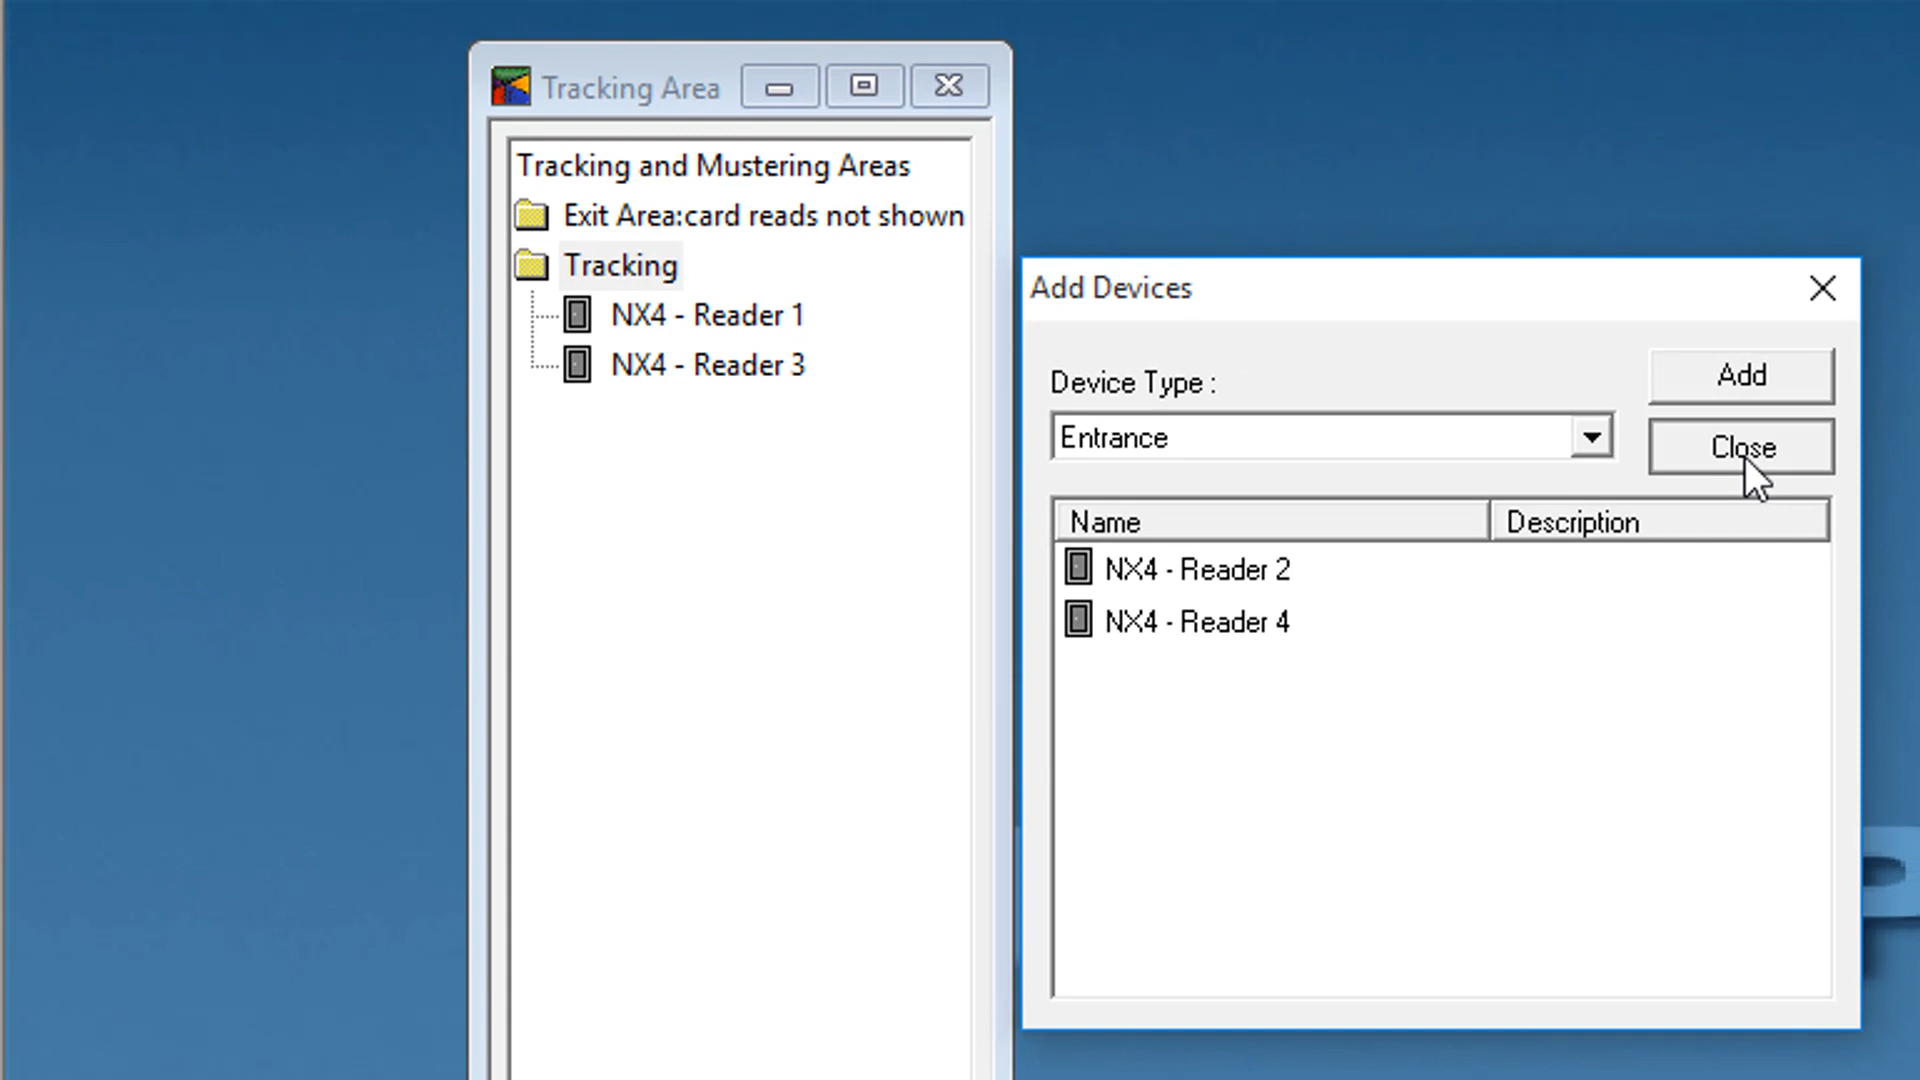 Tracking Area
Tracking and Mustering Areas
Exit Area:card reads not shown
Tracking
NX4 - Reader 1
NX4 - Reader 3
Add Devices
Device Type :
Add
Entrance
Close
Name Description
NX4 - Reader 2
NX4 - Reader 4